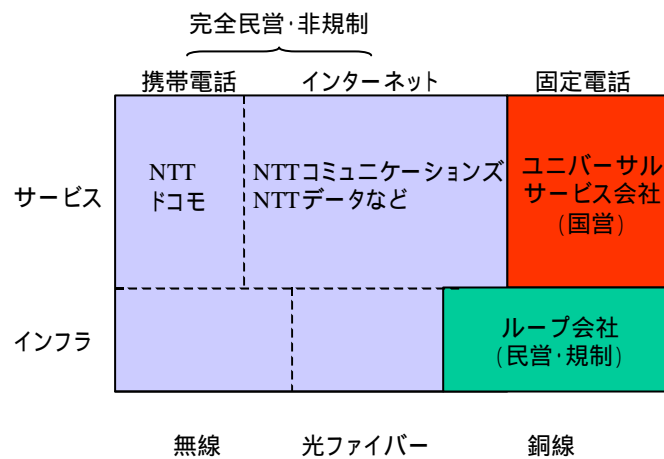 完全民営・非規制
携帯電話 インターネット 固定電話
サービス
NTT
ドコモ
NTTコミュニケーションズ
NTTデータなど
ユニバーサル
サービス会社
(国営)
インフラ
ループ会社
(民営・規制)
無線 光ファイバー 銅線